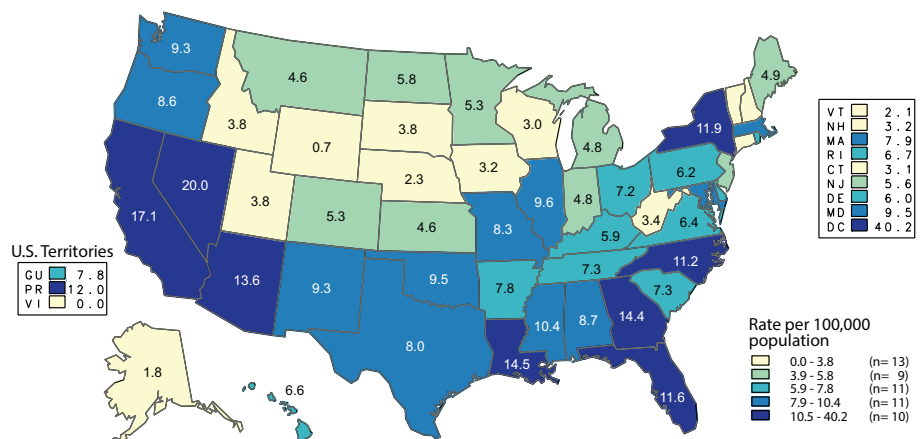 9.3
4.6
5.8
5.3
4.9
8.6
3.8
0.7
3.8
3.0
4.8
11.9
VT 2.1
NH 3.2
MA 7.9
RI 6.7
CT 3.1
NJ 5.6
DE 6.0
MD 9.5
DC 40.2
17.1
20.0
3.8
5.3
2.3
3.2
9.6
4.8
7.2
6.2
3.4
6.4
4.6
8.3
5.9
13.6
9.3
9.5
7.8
7.3
11.2
7.3
8.0
14.5
10.4
8.7
14.4
11.6
U.S. Territories
GU 7.8
PR 12.0
VI 0.0
1.8
6.6
Rate per 100,000
population
0.0 - 3.8 (n= 13)
3.9 - 5.8 (n= 9)
5.9 - 7.8 (n= 11)
7.9 - 10.4 (n= 11)
10.5 - 40.2 (n= 10)